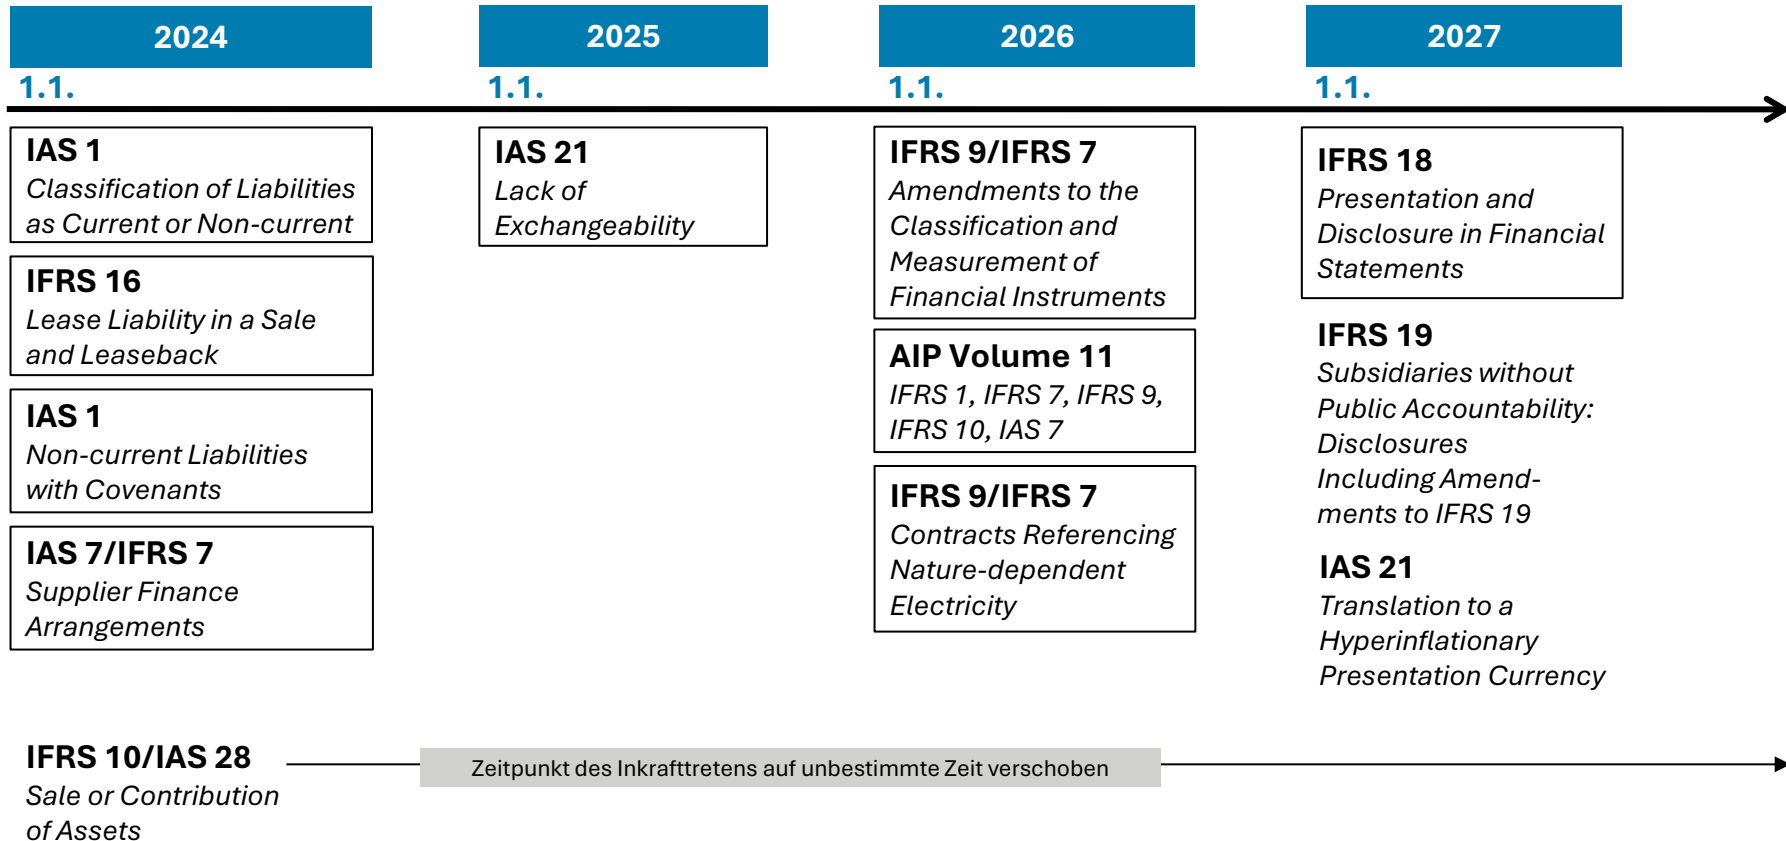 2024
1.1.
IAS 1
Classification of Liabilities
as Current or Non-current
IFRS 16
Lease Liability in a Sale
and Leaseback
IAS 1
Non-current Liabilities
with Covenants
IAS 7/IFRS 7
Supplier Finance
Arrangements
2025
1.1.
IAS 21
Lack of
Exchangeability
2026
1.1.
IFRS 9/IFRS 7
Amendments to the
Classification and
Measurement of
Financial Instruments
AIP Volume 11
IFRS 1, IFRS 7, IFRS 9,
IFRS 10, IAS 7
IFRS 9/IFRS 7
Contracts Referencing
Nature-dependent
Electricity
2027
1.1.
IFRS 18
Presentation and
Disclosure in Financial
Statements
IFRS 19
Subsidiaries without
Public Accountability:
Disclosures
Including Amend-
ments to IFRS 19
IAS 21
Translation to a
Hyperinflationary
Presentation Currency
IFRS 10/IAS 28
Sale or Contribution
of Assets
Zeitpunkt des Inkrafttretens auf unbestimmte Zeit verschoben